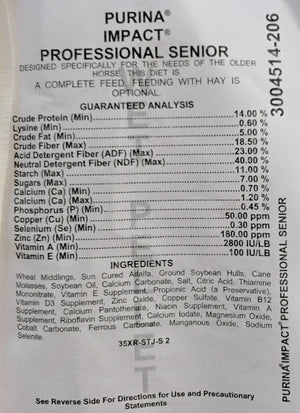 PURINA®
IMPACT®
PROFESSIONAL SENIOR
DESIGNED SPECIFICALLY FOR THE NEEDS OF THE OLDER
HORSE. THIS DIET IS
A COMPLETE FEED, FEEDING WITH HAY IS
OPTIONAL.
GUARANTEED ANALYSIS
Crude Protein (Min) 14.00 %
Lysine (Min) 0.60 %
Crude Fat (Min) 5.00 %
Crude Fiber (Max) 18.50 %
Acid Detergent Fiber (ADF) (Max) 23.00 %
Neutral Detergent Fiber (NDF) (Max) 40.00 %
Starch (Max) 11.00 %
Sugars (Max) 7.00 %
Calcium (Ca) (Min) 0.70 %
Calcium (Ca) (Max) 1.20 %
Phosphorus (P) (Min) 0.45 %
Copper (Cu) (Min) 50.00 ppm
Selenium (Se) (Min) 0.30 ppm
Zinc (Zn) (Min) 180.00 ppm
Vitamin A (Min) 2800 IU/LB
Vitamin E (Min) 100 IU/LB
INGREDIENTS
Wheat Middlings, Sun Cured Alfalfa, Ground Soybean Hulls, Cane
Molasses, Soybean Oil, Calcium Carbonate, Salt, Citric Acid, Thiamine
Mononitrate, Vitamin E Supplement, Propionic Acid (a Preservative),
Vitamin D3 Supplement, Zinc Oxide, Copper Sulfate, Vitamin B12
Supplement, Calcium Pantothenate, Niacin Supplement, Vitamin A
Supplement, Riboflavin Supplement, Calcium Iodate, Magnesium Oxide,
Cobalt Carbonate, Ferrous Carbonate, Manganous Oxide, Sodium
Selenite.
35XR-STJ-S 2
See Reverse Side For Directions for Use and Precautionary
Statements
3004514-206
PURINA IMPACT PROFESSIONAL SENIOR